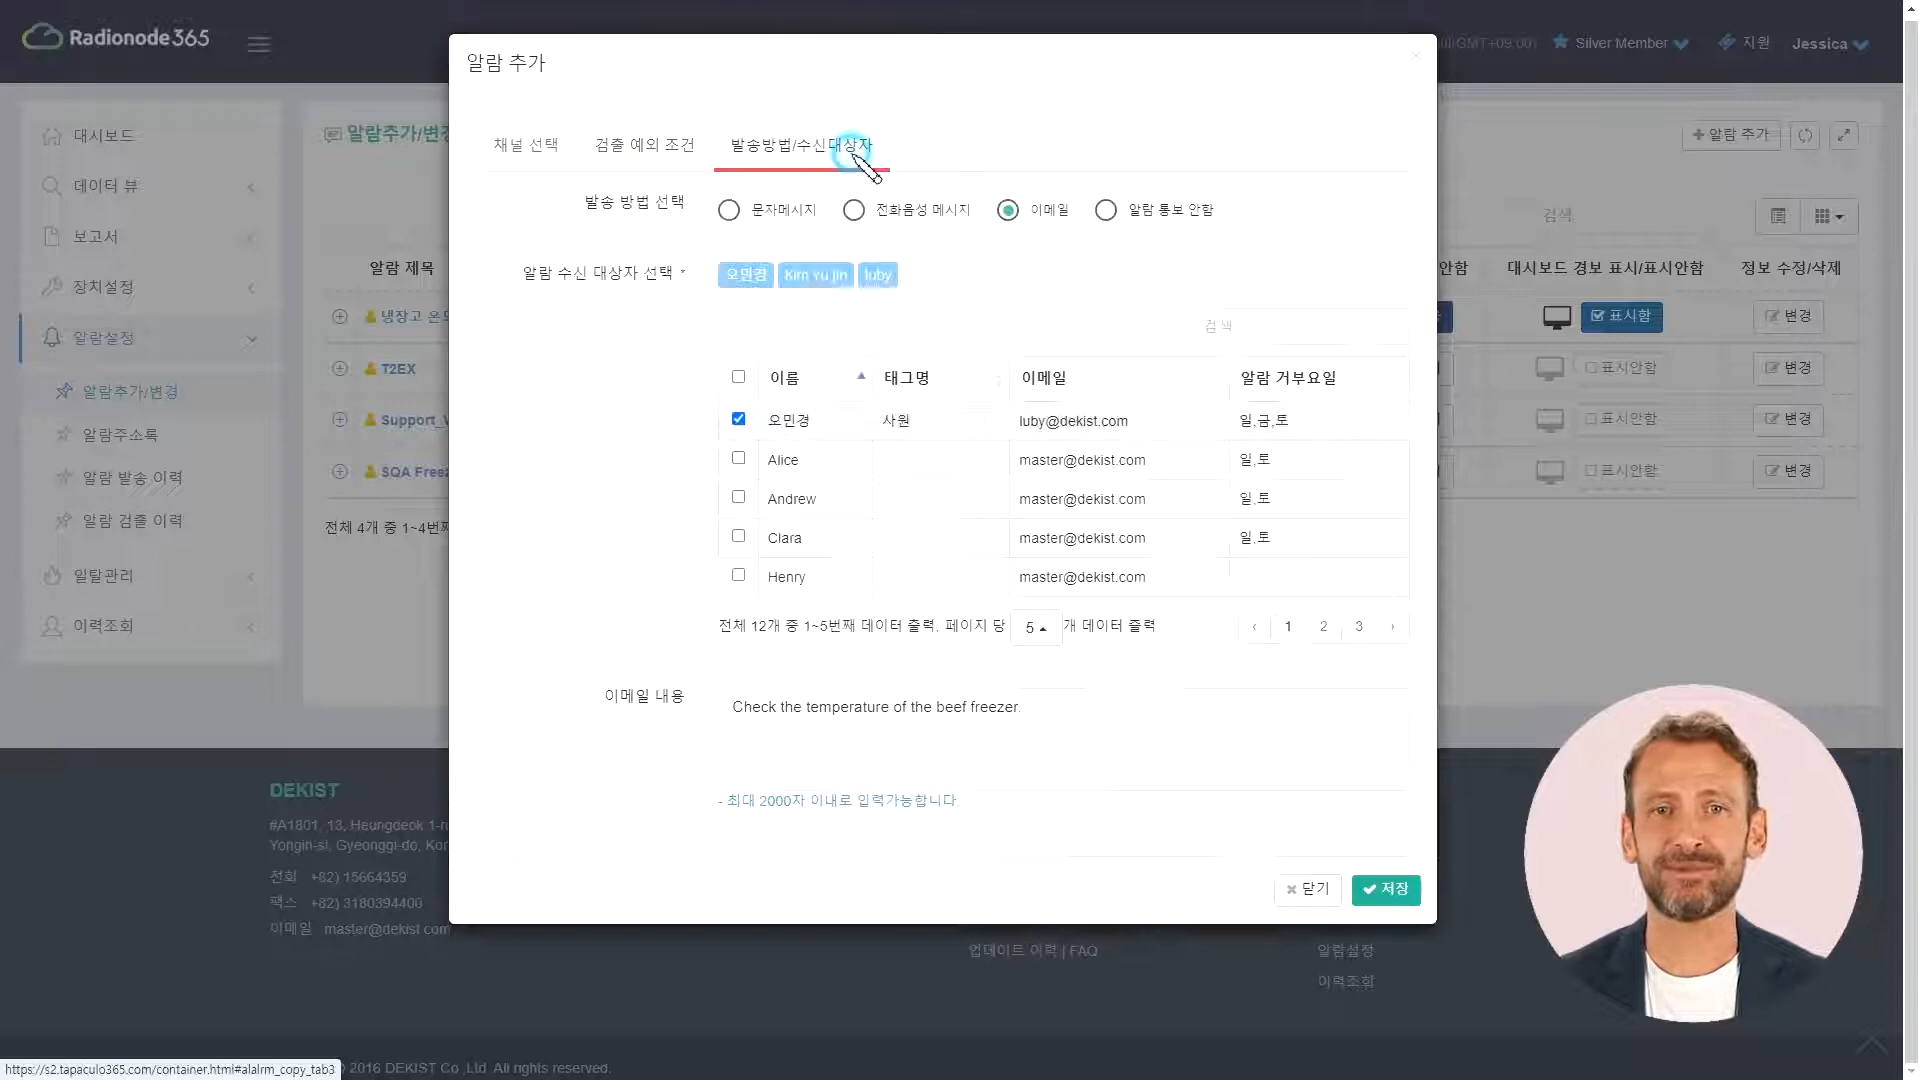 Radionode365
GMT+09:00)
Silver Member
지원
Jessica
대시보드
데이터 뷰
보고서
장치설정
알람설정
알람추가/변경
알람주소록
알람 발송 이력
알람 검출 이력
일탈관리
이력조회
알람추가/변경
알람 추가
검색
알람 제목
안함
대시보드 경보 표시/표시안함
정보 수정/삭제
냉장고 온도
표시함
변경
T2EX
표시안함
변경
Support_
표시안함
변경
SQA Freez
표시안함
변경
전체 4개 중 1~4번째
알람 추가
채널 선택
검출 예외 조건
발송방법/수신대상자
발송 방법 선택
문자메시지
전화음성 메시지
이메일
알람 통보 안함
알람 수신 대상자 선택 *
오민경
Kim Yu jin
luby
검색
이름
태그명
이메일
알람 거부요일
오민경
사원
luby@dekist.com
일,금,토
Alice
master@dekist.com
일,토
Andrew
master@dekist.com
일,토
Clara
master@dekist.com
일,토
Henry
master@dekist.com
전체 12개 중 1~5번째 데이터 출력. 페이지 당 5 개 데이터 출력
‹ 1 2 3 ›
이메일 내용
Check the temperature of the beef freezer.
- 최대 2000자 이내로 입력가능합니다.
닫기
저장
DEKIST
#A1801, 13, Heungdeok 1-ro
Yongin-si, Gyeonggi-do, Kor
전화 +82) 15664359
팩스 +82) 3180394400
이메일 master@dekist.com
업데이트 이력 | FAQ
알람설정
이력조회
2016 DEKIST Co.,Ltd. All rights reserved.
https://s2.tapaculo365.com/container.html#alalrm_copy_tab3